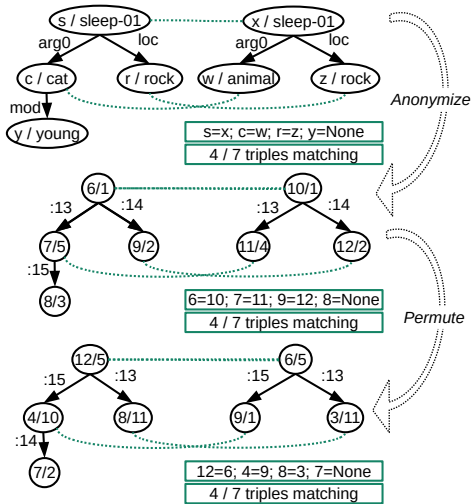 s / sleep-01 x / sleep-01
arg0 loc arg0 loc
c / cat r / rock w / animal z / rock
mod
Anonymize
y / young
s=x; c=w; r=z; y=None
4 / 7 triples matching
6/1 10/1
:13 :14 :13 :14
7/5 9/2 11/4 12/2
:15
8/3
6=10; 7=11; 9=12; 8=None
4 / 7 triples matching
Permute
12/5 6/5
:15 :13 :15 :13
4/10 8/11 9/1 3/11
:14
7/2
12=6; 4=9; 8=3; 7=None
4 / 7 triples matching